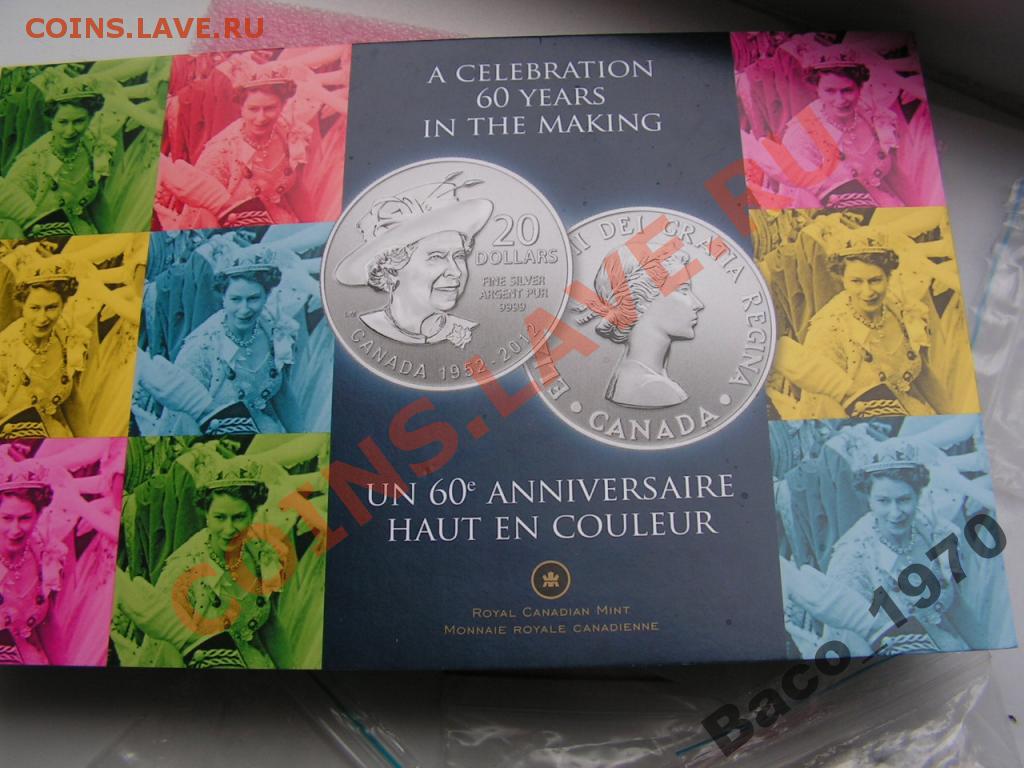 COINS.LAVE.RU
A CELEBRATION
60 YEARS
IN THE MAKING
20
DOLLARS
FINE SILVER
ARGENT PUR
9999
CANADA 1952-2012
E II DEI GRATIA REGINA
• CANADA •
COINS.LAVE.RU
UN 60e ANNIVERSAIRE
HAUT EN COULEUR
ROYAL CANADIAN MINT
MONNAIE ROYALE CANADIENNE
Baco_1970